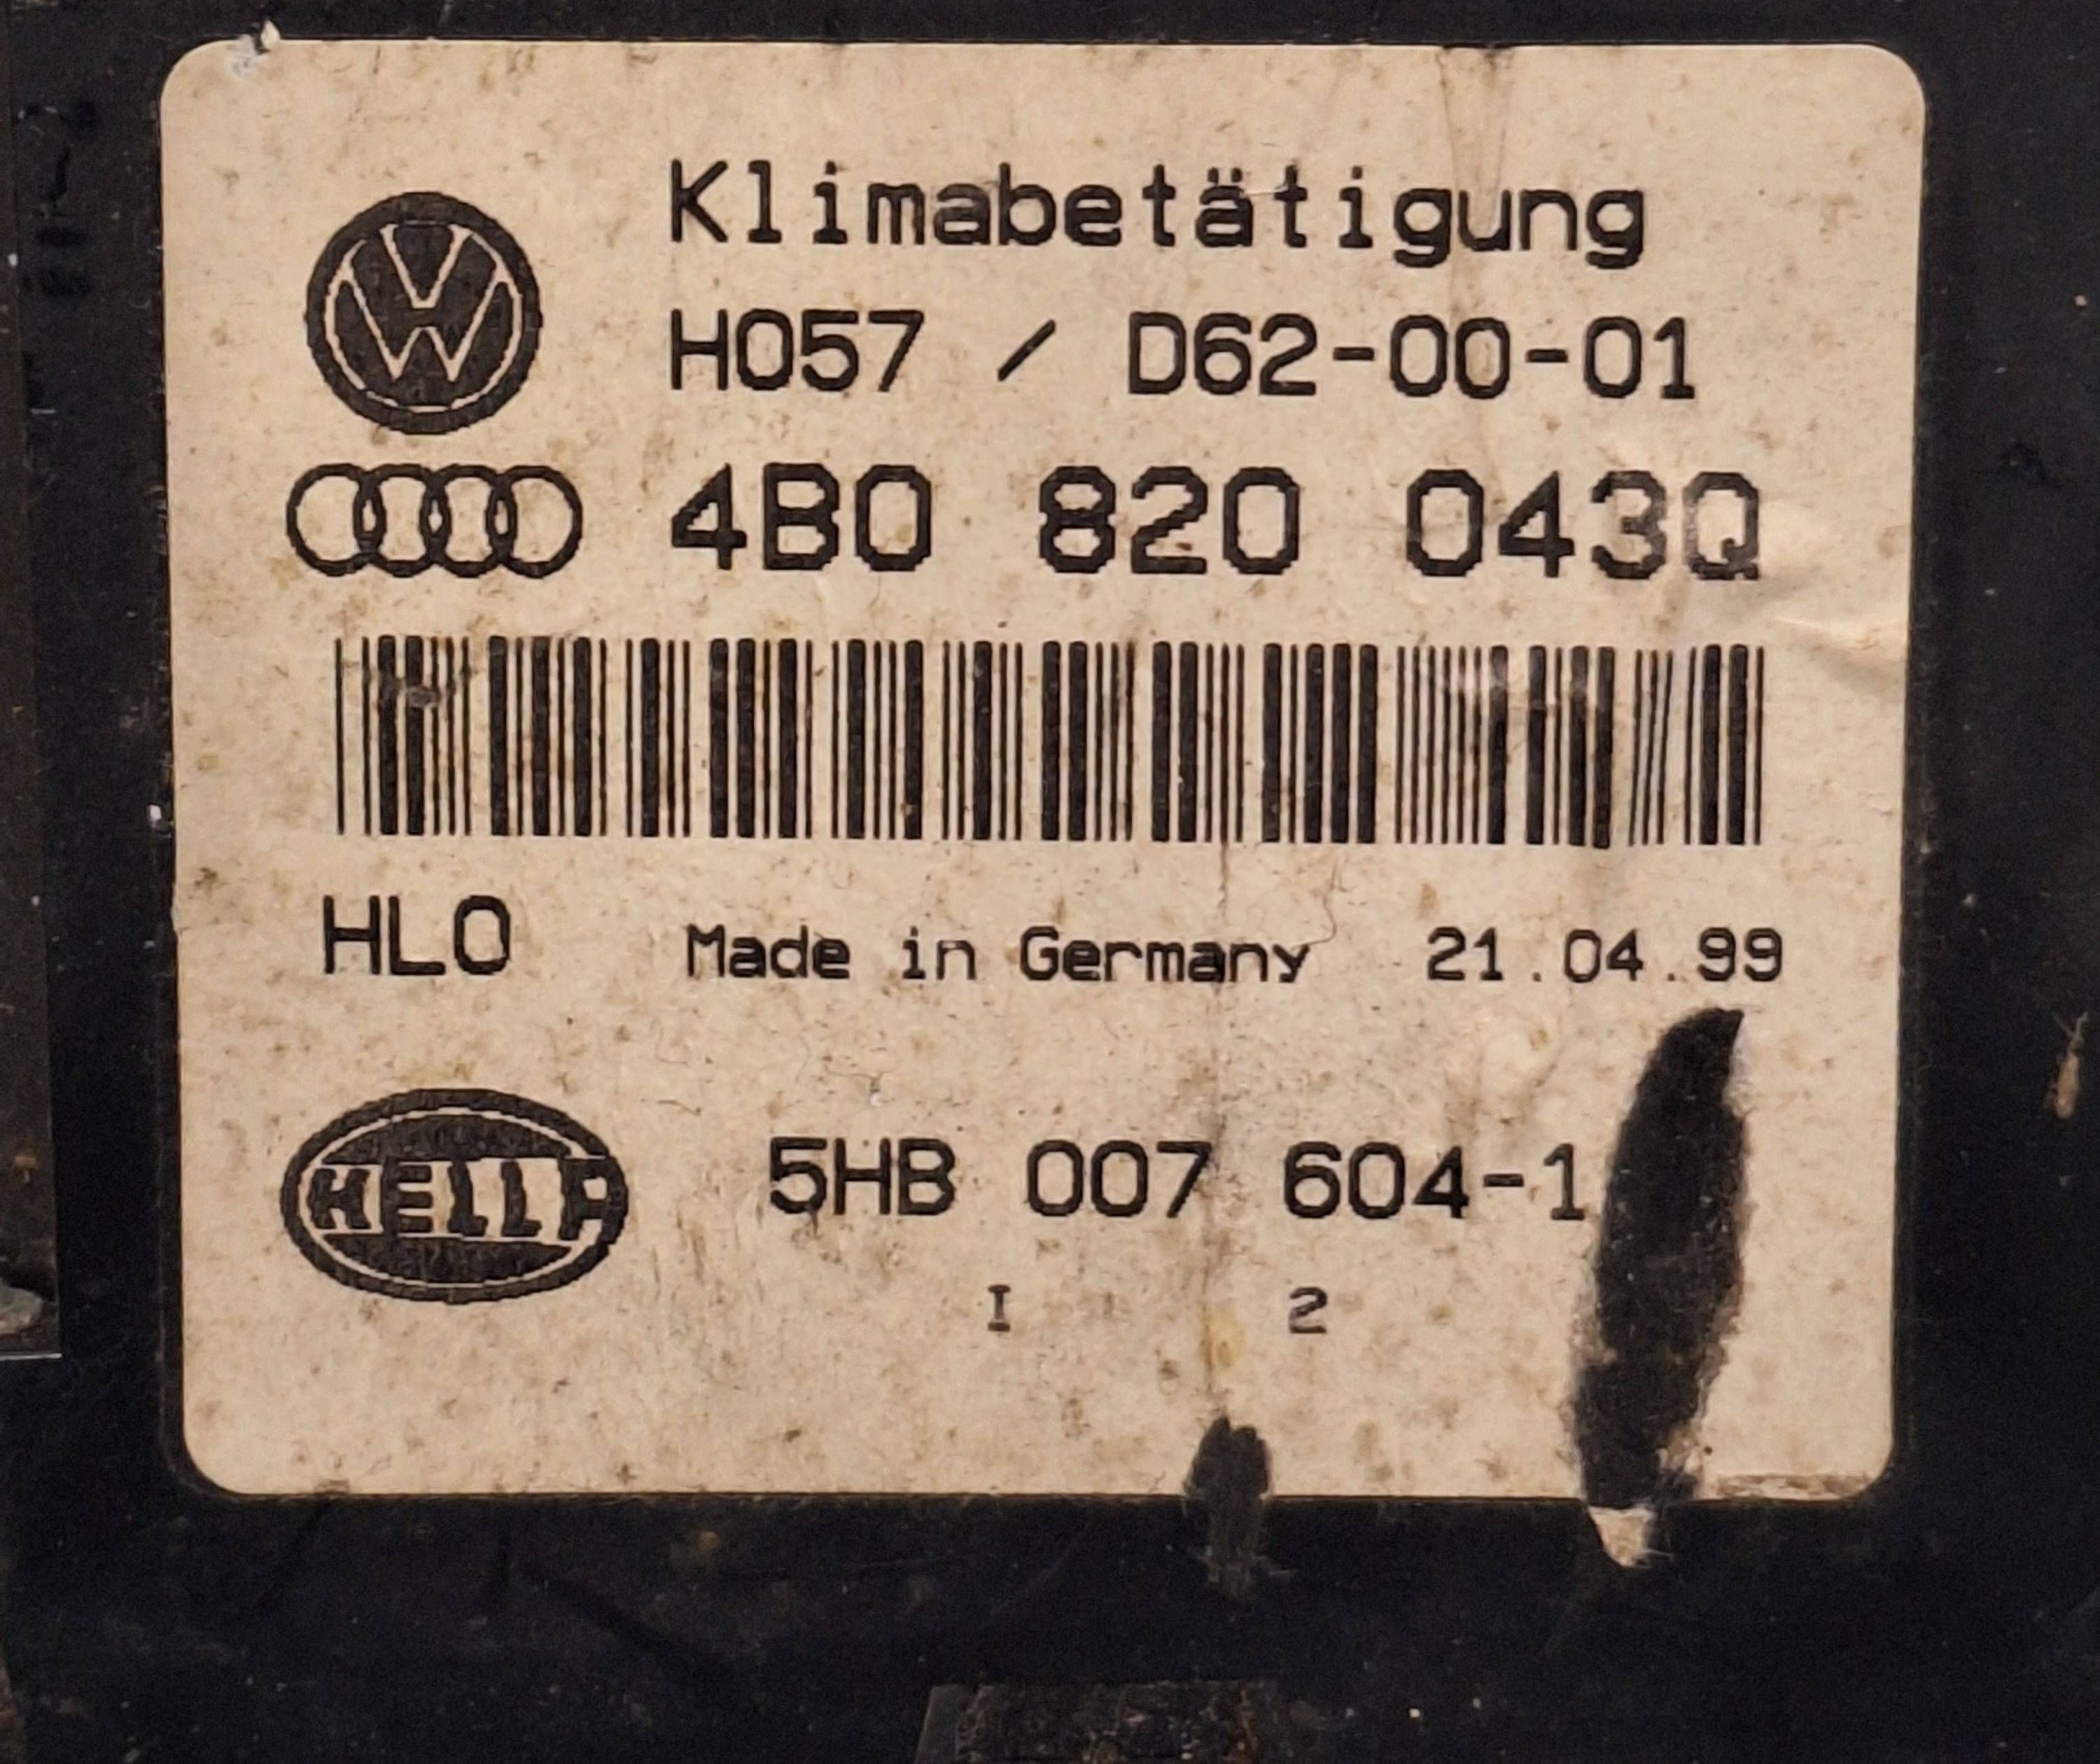 Klimabetätigung
H057 / D62-00-01
4B0 820 043Q
HLO Made in Germany 21.04.99
HELLA 5HB 007 604-1
I 2